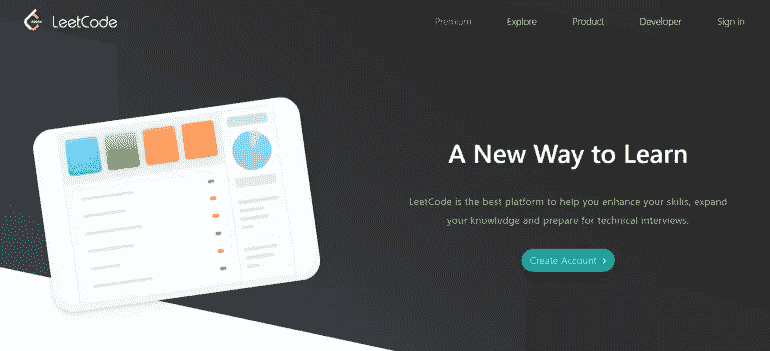 LeetCode
Premium Explore Product Developer Sign in
A New Way to Learn
LeetCode is the best platform to help you enhance your skills, expand
your knowledge and prepare for technical interviews.
Create Account ›